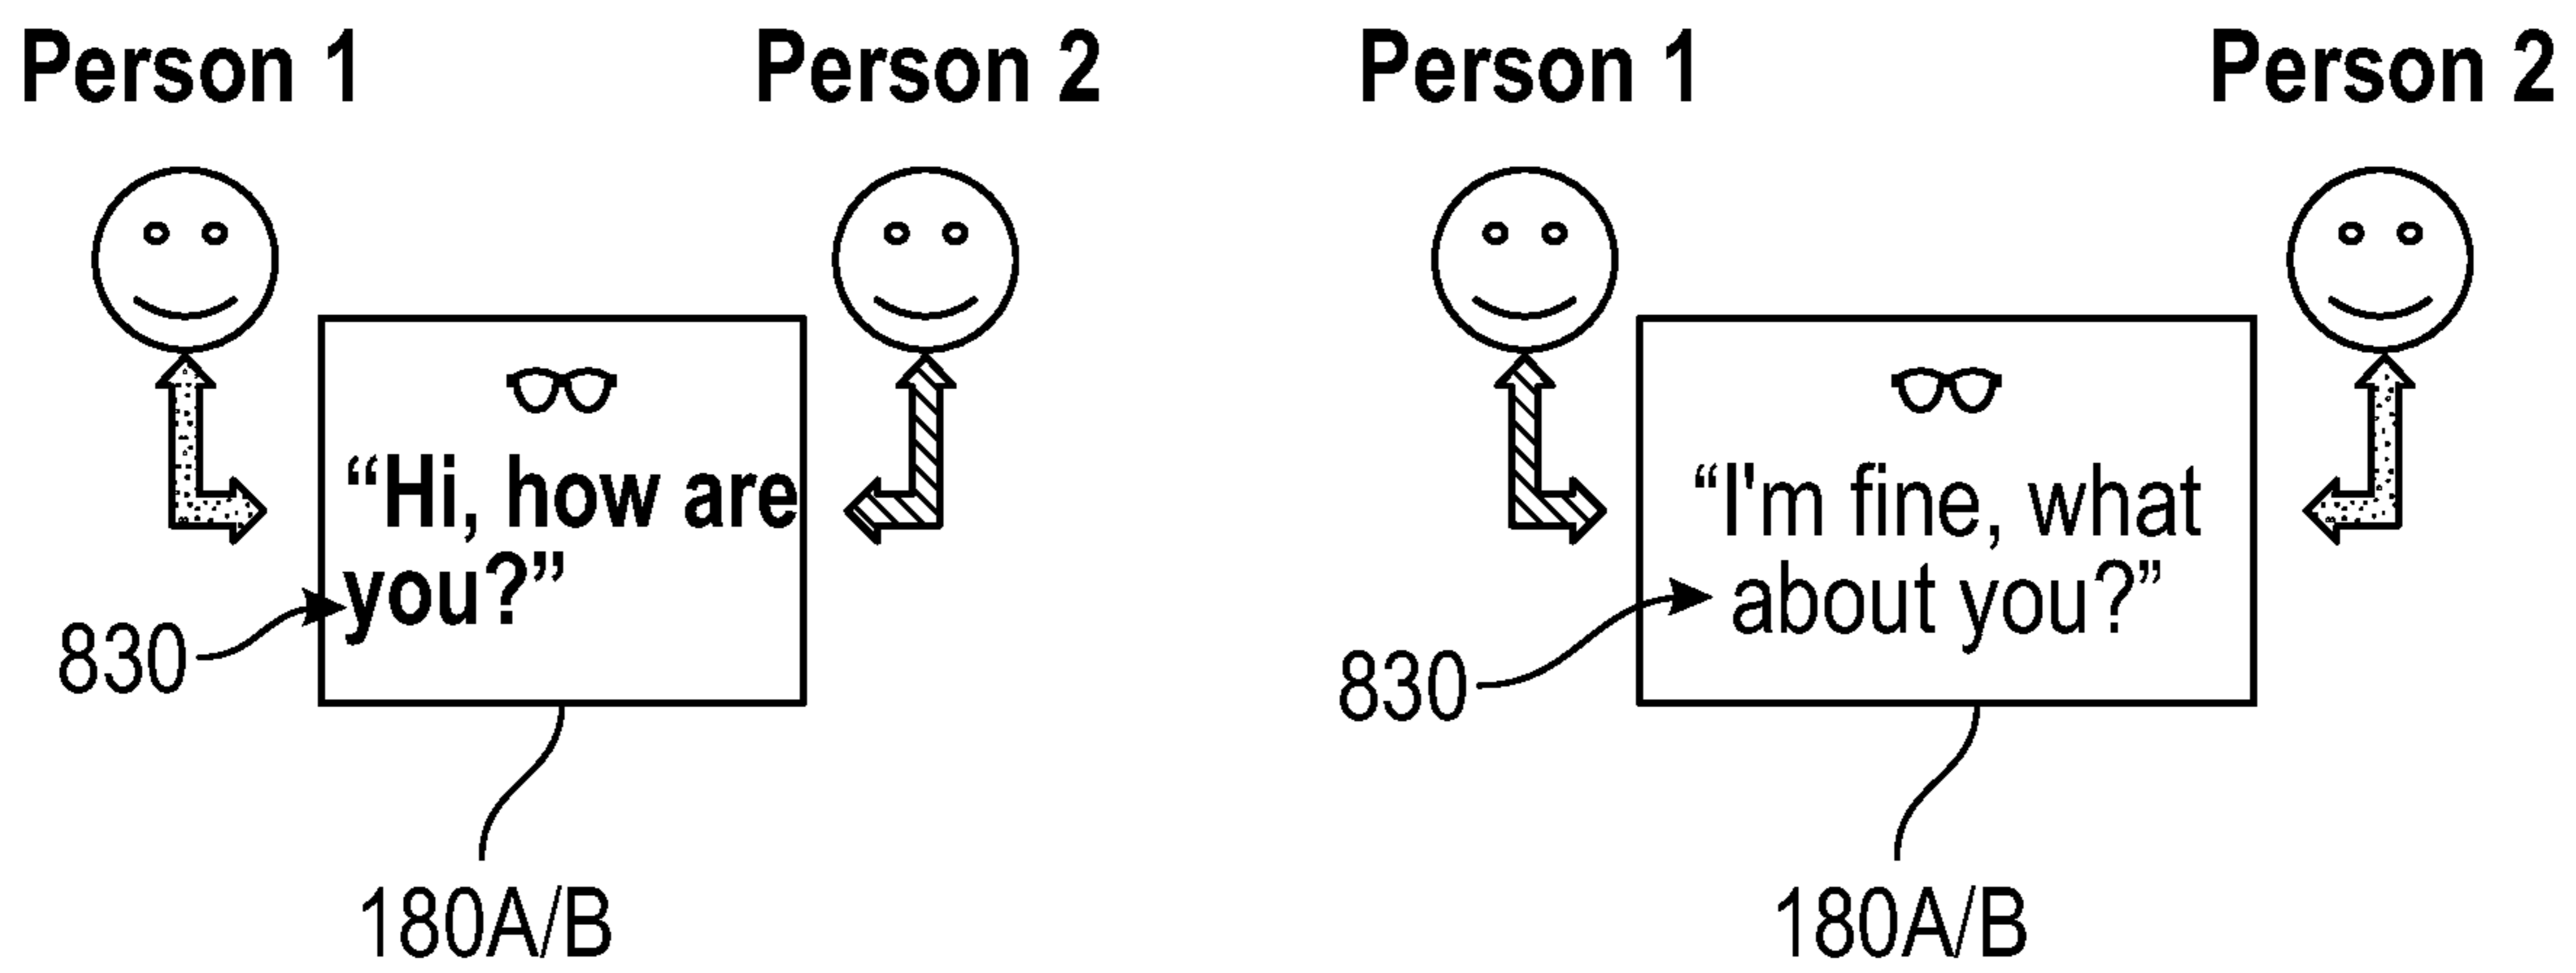 Person 1
Person 2
“Hi, how are
you?”
830
180A/B
Person 1
Person 2
“I'm fine, what
about you?”
830
180A/B